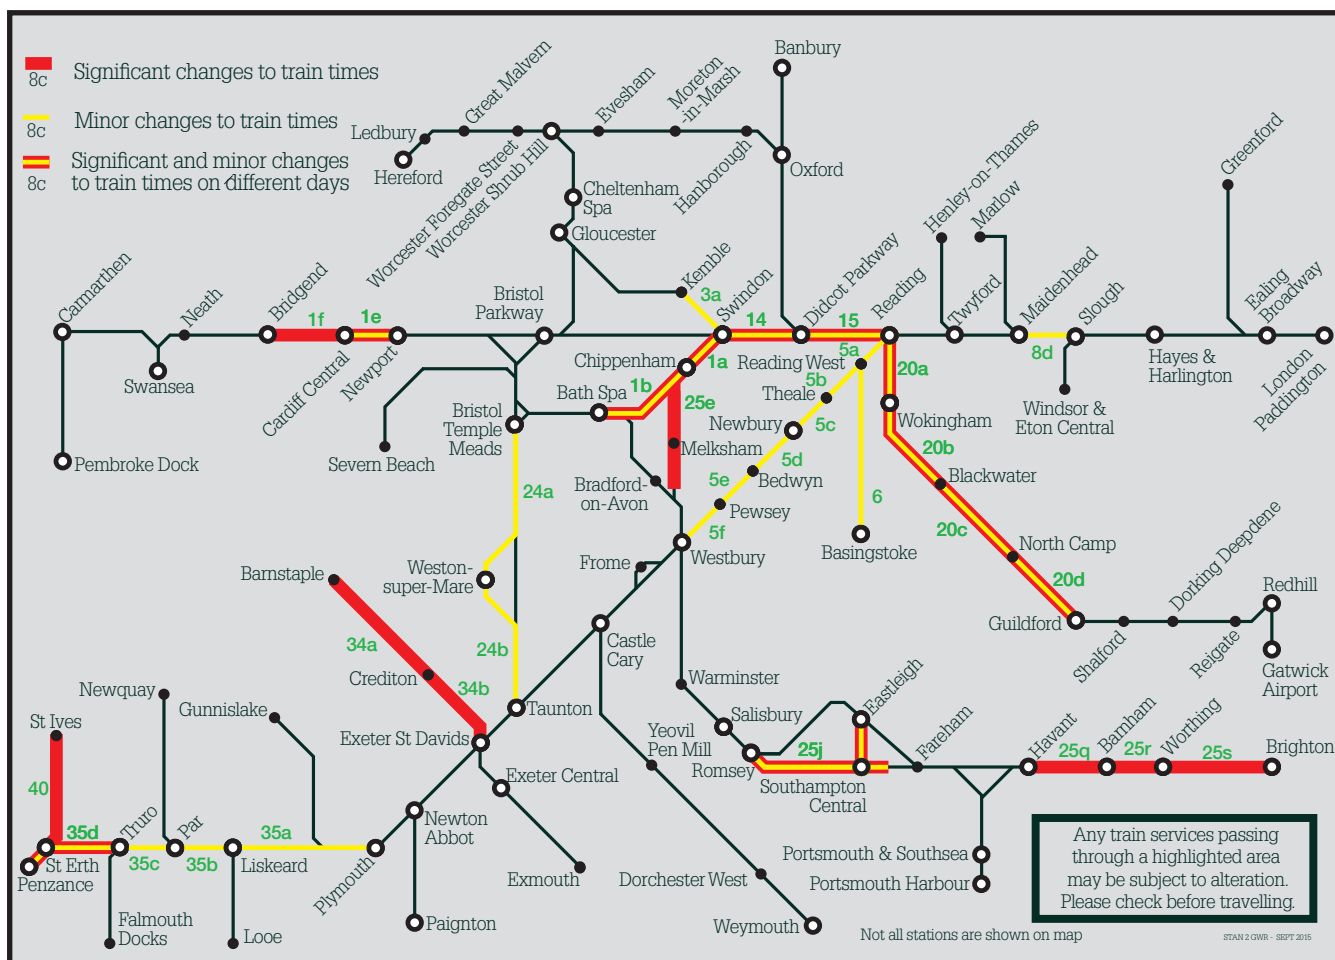 8c
Significant changes to train times
8c
Minor changes to train times
8c
Significant and minor changes
to train times on different days
Banbury
Great Malvern
Evesham
Moreton
-in-Marsh
Ledbury
Hereford
Worcester Foregate Street
Worcester Shrub Hill
Hanborough
Oxford
Cheltenham
Spa
Gloucester
Henley-on-Thames
Marlow
Greenford
Carmarthen
Neath
Bridgend
1f
1e
Swansea
Cardiff Central
Newport
Bristol
Parkway
Kemble
3a
Swindon
14
Didcot Parkway
15
Reading
Twyford
Maidenhead
8d
Slough
Hayes &
Harlington
Ealing
Broadway
London
Paddington
Windsor &
Eton Central
Chippenham
1a
1b
Bath Spa
25e
Reading West
5a
5b
Theale
20a
Wokingham
Newbury
5c
5d
Bedwyn
5e
Pewsey
5f
6
Basingstoke
20b
Blackwater
20c
North Camp
20d
Guildford
Shalford
Dorking Deepdene
Reigate
Redhill
Gatwick
Airport
Pembroke Dock
Severn Beach
Bristol
Temple
Meads
Melksham
Bradford-
on-Avon
24a
Westbury
Frome
Weston-
super-Mare
24b
Castle
Cary
Barnstaple
34a
Crediton
34b
Taunton
Exeter St Davids
Exeter Central
Newton
Abbot
Exmouth
Paignton
Warminster
Salisbury
Yeovil
Pen Mill
Romsey
25j
Eastleigh
Southampton
Central
Fareham
Havant
25q
Barnham
25r
Worthing
25s
Brighton
Portsmouth & Southsea
Portsmouth Harbour
Dorchester West
Weymouth
Newquay
Gunnislake
St Ives
40
35d
Truro
Par
35c
35b
35a
St Erth
Penzance
Liskeard
Plymouth
Falmouth
Docks
Looe
Any train services passing
through a highlighted area
may be subject to alteration.
Please check before travelling.
Not all stations are shown on map
STAN 2 GWR - SEPT 2015